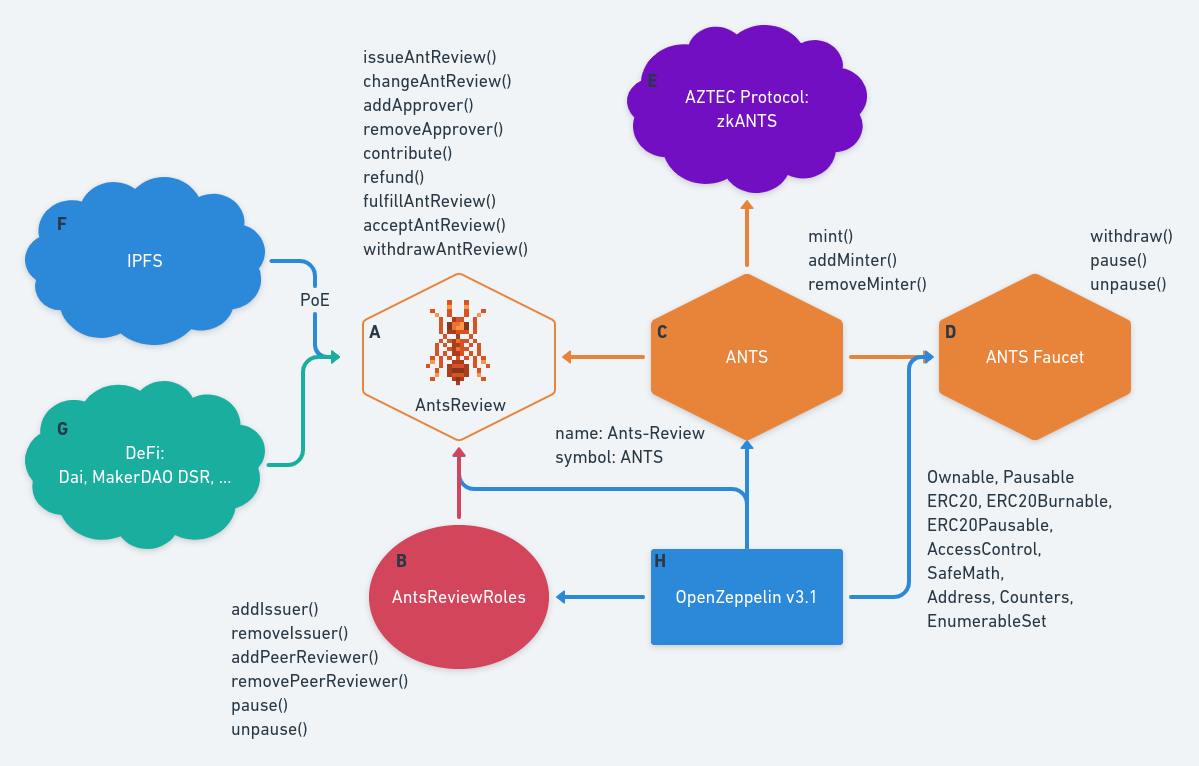 issueAntReview()
changeAntReview()
addApprover()
removeApprover()
contribute()
refund()
fulfillAntReview()
acceptAntReview()
withdrawAntReview()
E
AZTEC Protocol:
zkANTS
F
IPFS
PoE
mint()
addMinter()
removeMinter()
withdraw()
pause()
unpause()
A
AntsReview
C
ANTS
D
ANTS Faucet
G
DeFi:
Dai, MakerDAO DSR, ...
name: Ants-Review
symbol: ANTS
Ownable, Pausable
ERC20, ERC20Burnable,
ERC20Pausable,
AccessControl,
SafeMath,
Address, Counters,
EnumerableSet
B
AntsReviewRoles
H
OpenZeppelin v3.1
addIssuer()
removeIssuer()
addPeerReviewer()
removePeerReviewer()
pause()
unpause()